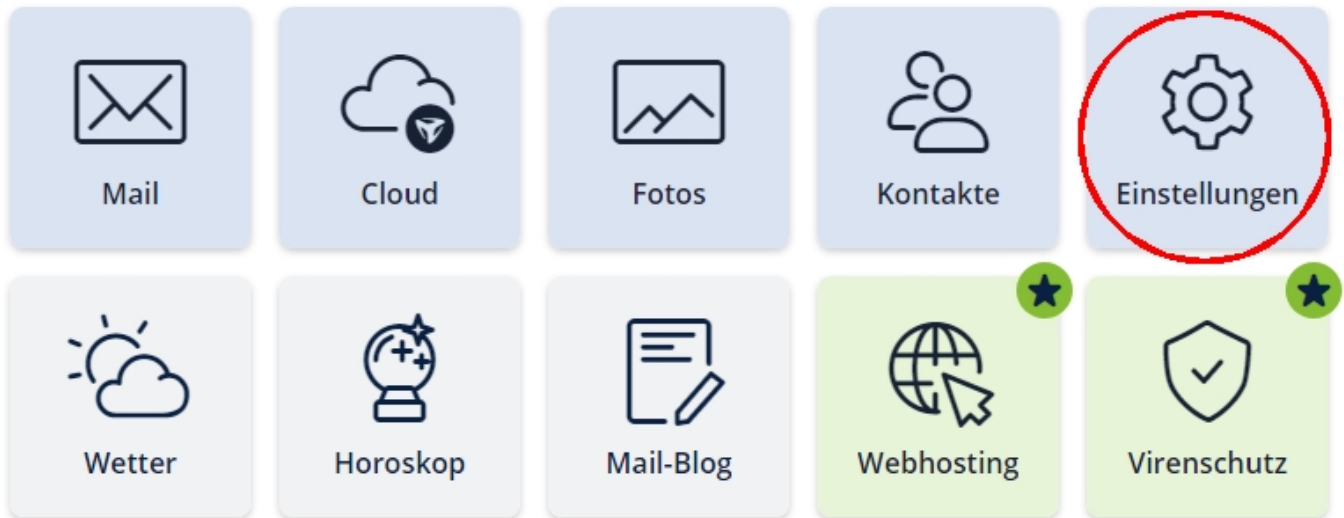 Mail
Cloud
Fotos
Kontakte
Einstellungen
Wetter
Horoskop
Mail-Blog
Webhosting
Virenschutz